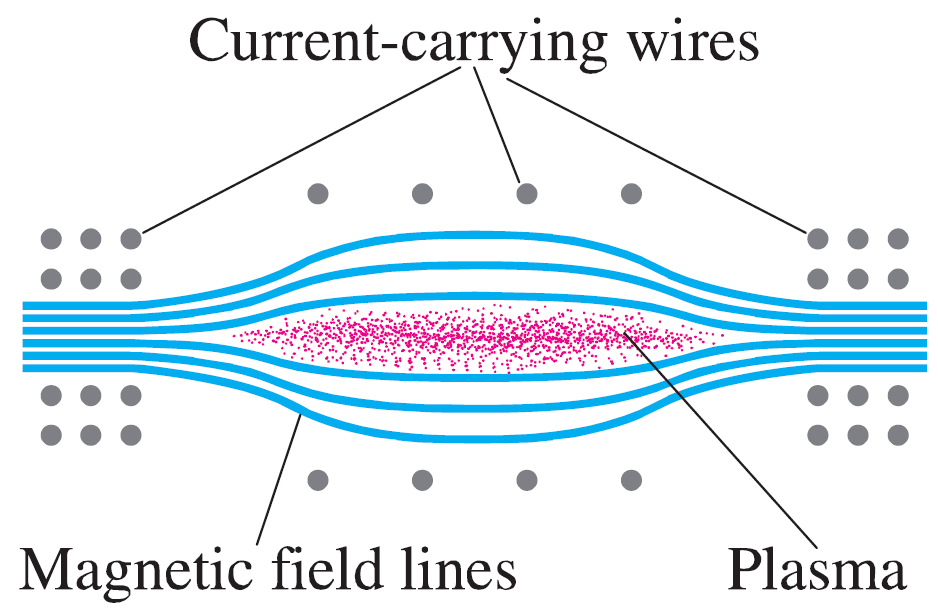 Current-carrying wires
Magnetic field lines
Plasma